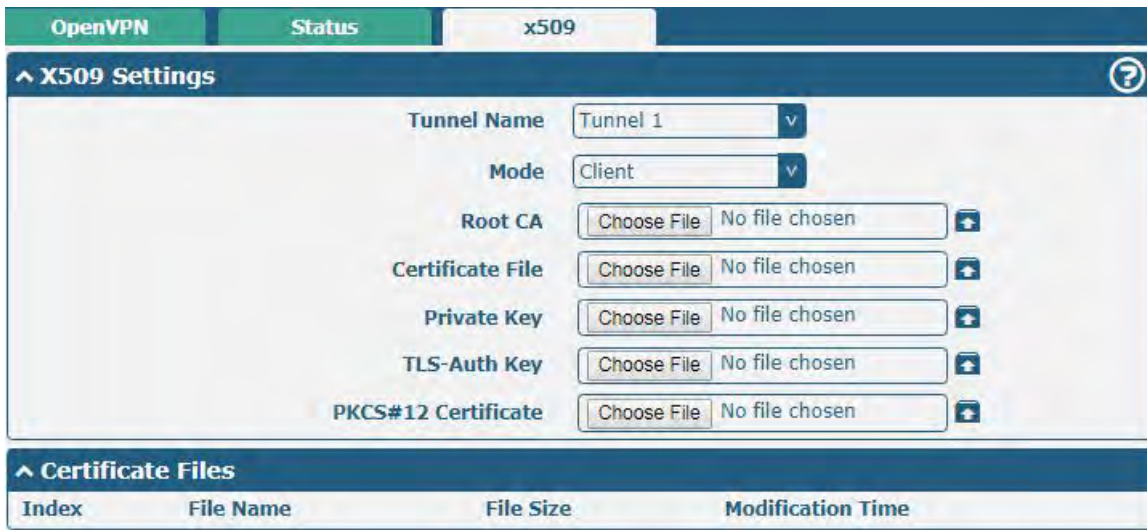 OpenVPN Status x509
^ X509 Settings ?
Tunnel Name Tunnel 1 v
Mode Client v
Root CA Choose File No file chosen
Certificate File Choose File No file chosen
Private Key Choose File No file chosen
TLS-Auth Key Choose File No file chosen
PKCS#12 Certificate Choose File No file chosen
^ Certificate Files
Index File Name File Size Modification Time